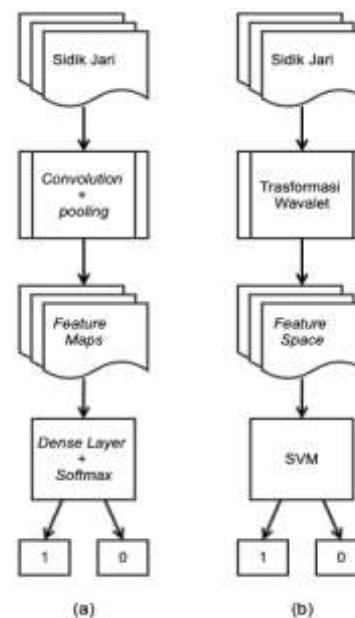 Sidik Jari
Convolution
+
pooling
Feature
Maps
Dense Layer
+
Softmax
1
0
(a)
Sidik Jari
Trasformasi
Wavalet
Feature
Space
SVM
1
0
(b)